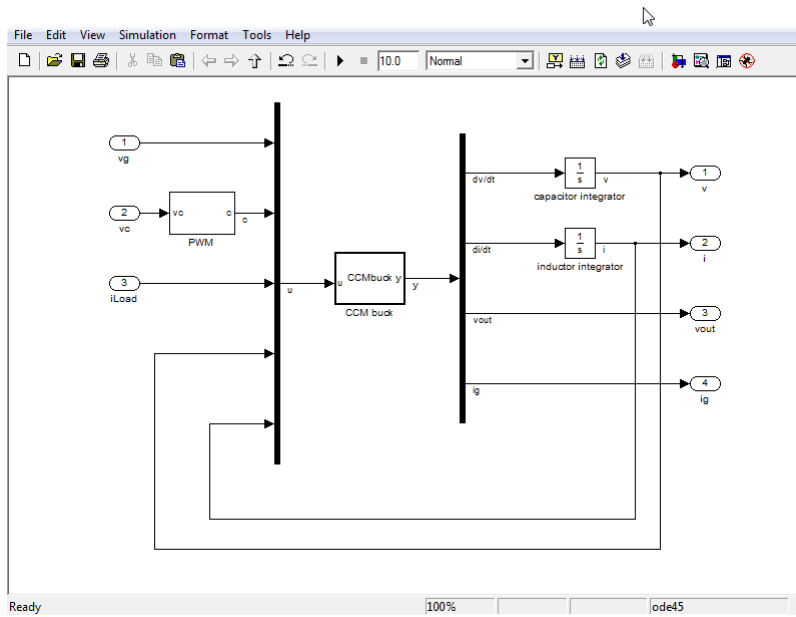 File Edit View Simulation Format Tools Help
10.0 Normal
1
vg
2
vc
vc c
PWM
c
3
iLoad
u
u CCMbuck y
CCM buck
y
dv/dt
1
s
v
capacitor integrator
1
v
di/dt
1
s
i
inductor integrator
2
i
vout
3
vout
ig
4
ig
Ready 100% ode45